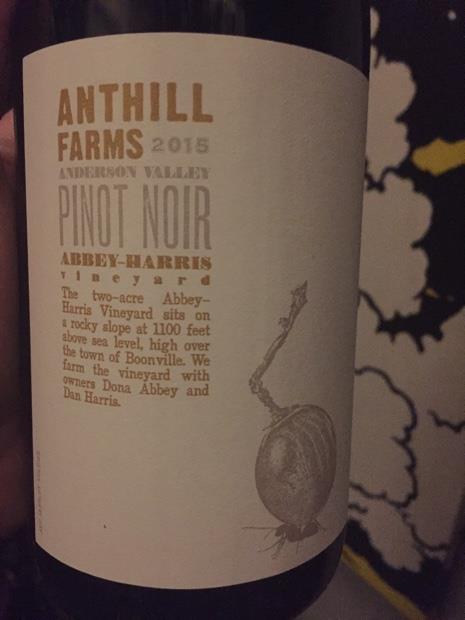 ANTHILL
FARMS 2015
ANDERSON VALLEY
PINOT NOIR
ABBEY-HARRIS
vineyard
The two-acre Abbey-
Harris Vineyard sits on
a rocky slope at 1100 feet
above sea level, high over
the town of Boonville. We
farm the vineyard with
owners Dona Abbey and
Dan Harris.